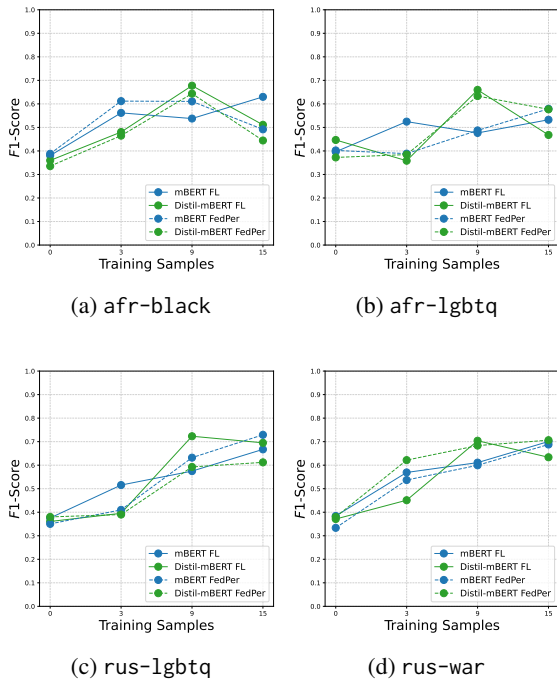 1.0
0.9
0.8
0.7
0.6
0.5
0.4
0.3
0.2
0.1
0.0
F1-Score
mBERT FL
Distil-mBERT FL
mBERT FedPer
Distil-mBERT FedPer
0 3 9 15
Training Samples
(a) afr-black
1.0
0.9
0.8
0.7
0.6
0.5
0.4
0.3
0.2
0.1
0.0
F1-Score
mBERT FL
Distil-mBERT FL
mBERT FedPer
Distil-mBERT FedPer
0 3 9 15
Training Samples
(b) afr-lgbtq
1.0
0.9
0.8
0.7
0.6
0.5
0.4
0.3
0.2
0.1
0.0
F1-Score
mBERT FL
Distil-mBERT FL
mBERT FedPer
Distil-mBERT FedPer
0 3 9 15
Training Samples
(c) rus-lgbtq
1.0
0.9
0.8
0.7
0.6
0.5
0.4
0.3
0.2
0.1
0.0
F1-Score
mBERT FL
Distil-mBERT FL
mBERT FedPer
Distil-mBERT FedPer
0 3 9 15
Training Samples
(d) rus-war